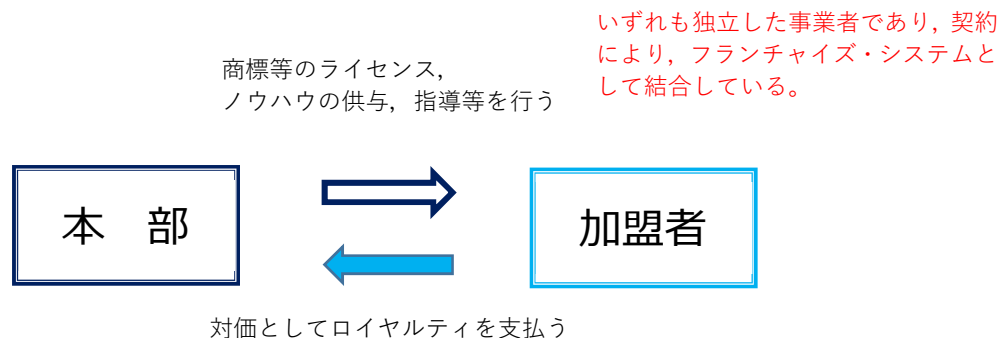 いずれも独立した事業者であり, 契約
により, フランチャイズ・システムと
して結合している。
商標等のライセンス,
ノウハウの供与, 指導等を行う
本　部
加盟者
対価としてロイヤルティを支払う